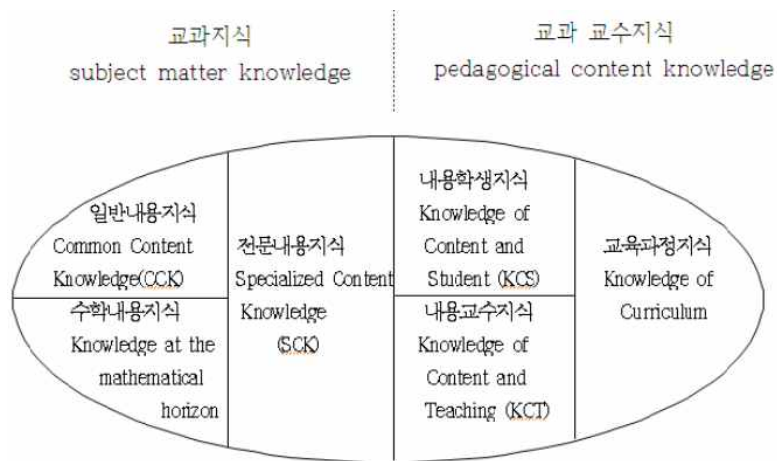 교과지식
subject matter knowledge
교과 교수지식
pedagogical content knowledge
일반내용지식
Common Content
Knowledge(CCK)
수학내용지식
Knowledge at the
mathematical
horizon
전문내용지식
Specialized Content
Knowledge
(SCK)
내용학생지식
Knowledge of
Content and
Student (KCS)
내용교수지식
Knowledge of
Content and
Teaching (KCT)
교육과정지식
Knowledge of
Curriculum